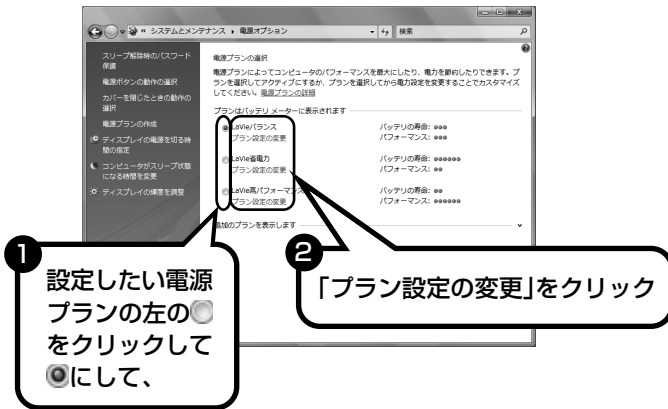 « システムとメンテナンス ▸ 電源オプション
検索
スリープ解除時のパスワード
保護
電源ボタンの動作の選択
カバーを閉じたときの動作の
選択
電源プランの作成
ディスプレイの電源を切る時
間の指定
コンピュータがスリープ状態
になる時間を変更
ディスプレイの輝度を調整
電源プランの選択
電源プランによってコンピュータのパフォーマンスを最大にしたり、電力を節約したりできます。プ
ランを選択してアクティブにするか、プランを選択してから電力設定を変更することでカスタマイズ
してください。電源プランの詳細
プランはバッテリ メーターに表示されます
LaVieバランス
プラン設定の変更
バッテリの寿命:
パフォーマンス:
LaVie省電力
プラン設定の変更
バッテリの寿命:
パフォーマンス:
LaVie高パフォーマンス
プラン設定の変更
バッテリの寿命:
パフォーマンス:
追加のプランを表示します
1
設定したい電源
プランの左の
をクリックして
にして、
2
「プラン設定の変更」をクリック